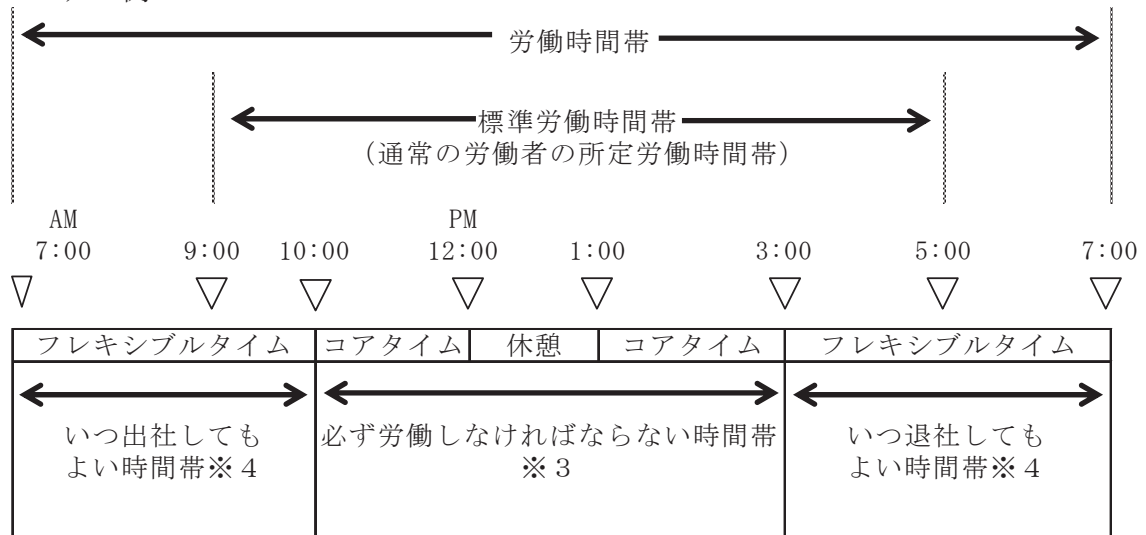 労働時間帯
標準労働時間帯
（通常の労働者の所定労働時間帯）
AM PM
7:00 9:00 10:00 12:00 1:00 3:00 5:00 7:00
フレキシブルタイム コアタイム 休憩 コアタイム フレキシブルタイム
いつ出社しても 必ず労働しなければならない時間帯 いつ退社しても
よい時間帯※４ ※３ よい時間帯※４